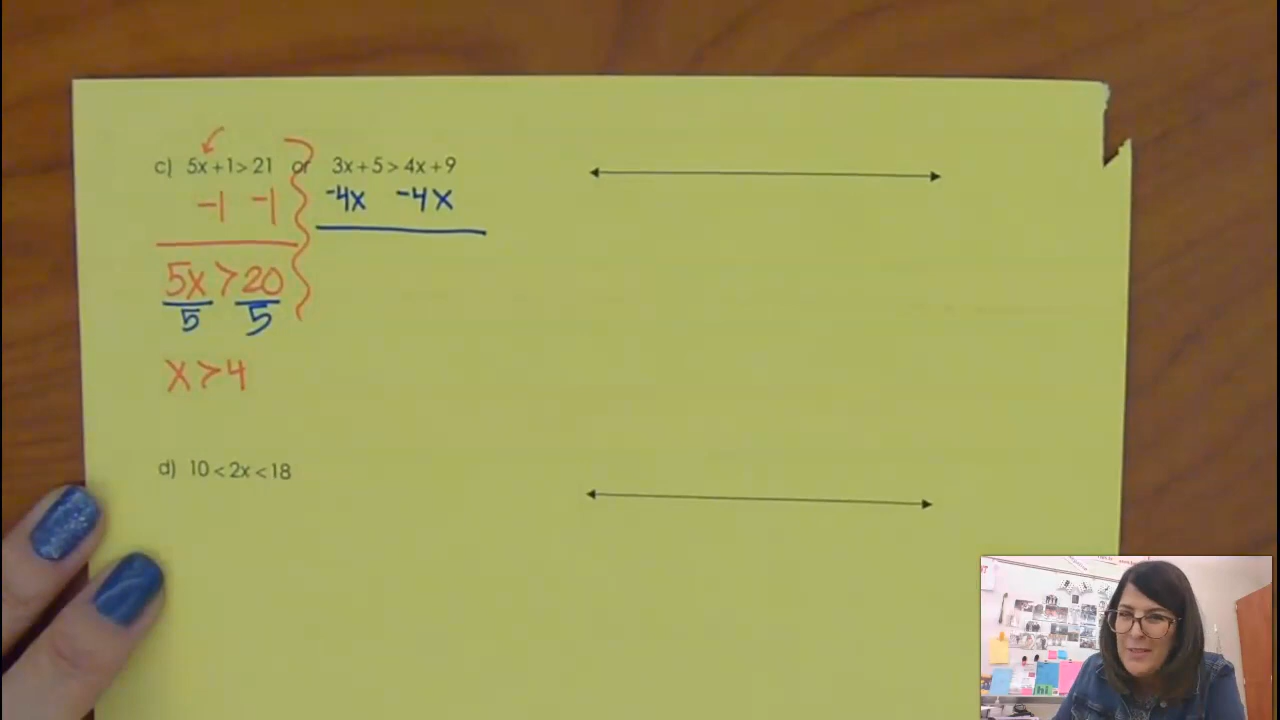 c) 5x+1>21 or 3x+5>4x+9
-1 -1 -4x -4x
5x>20
5 5
x>4
d) 10<2x<18
hi